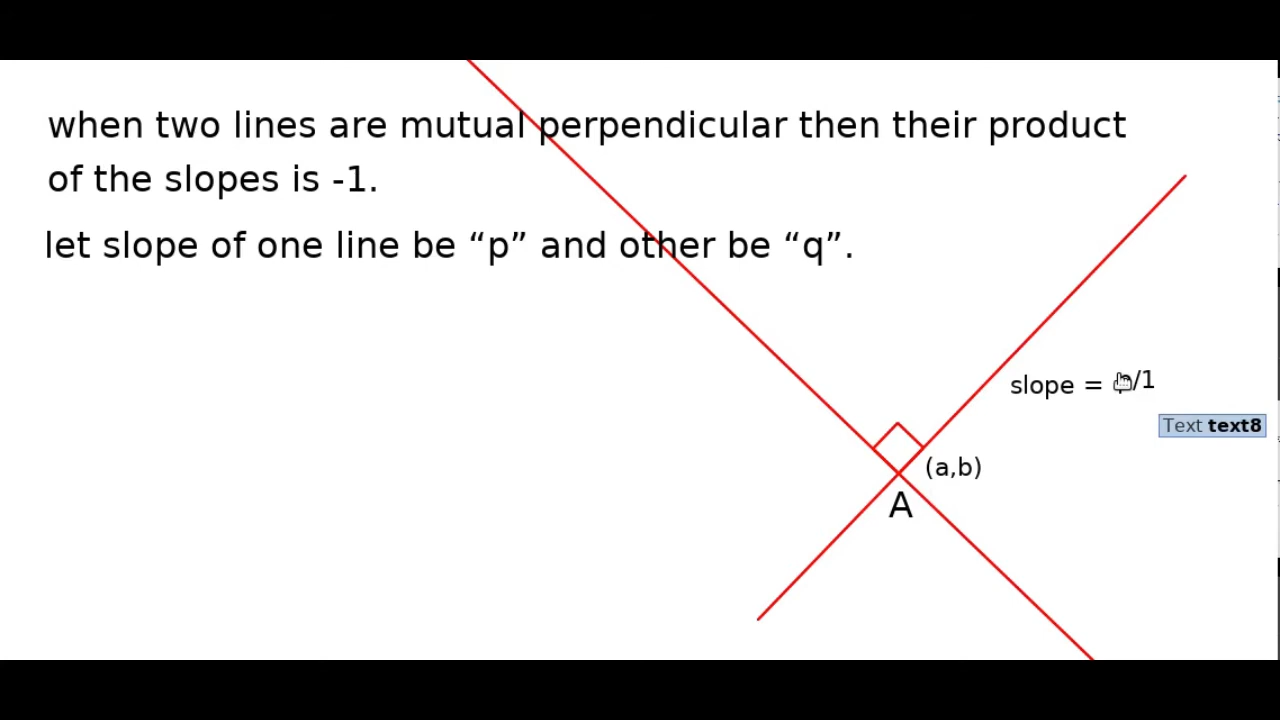 when two lines are mutual perpendicular then their product
of the slopes is -1.
let slope of one line be “p” and other be “q”.
slope = /1
Text text8
(a,b)
A